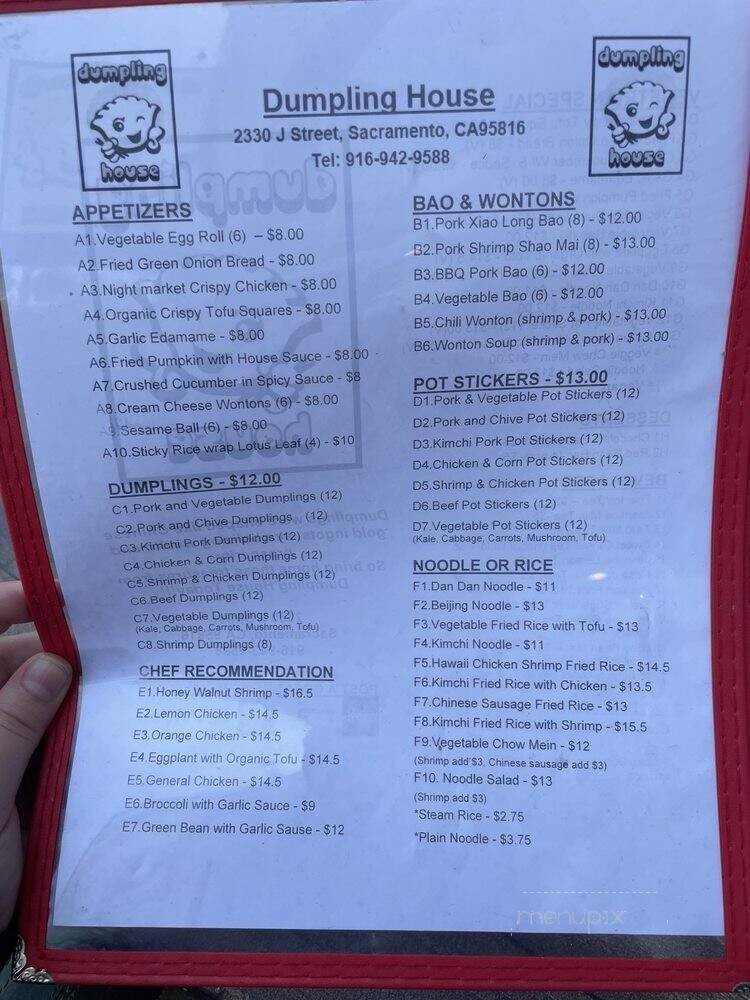 dumpling
house
dumpling
house
Dumpling House
2330 J Street, Sacramento, CA95816
Tel: 916-942-9588
APPETIZERS
A1.Vegetable Egg Roll (6) – $8.00
A2.Fried Green Onion Bread - $8.00
A3.Night market Crispy Chicken - $8.00
A4.Organic Crispy Tofu Squares - $8.00
A5.Garlic Edamame - $8.00
A6.Fried Pumpkin with House Sauce - $8.00
A7.Crushed Cucumber in Spicy Sauce - $8
A8.Cream Cheese Wontons (6) - $8.00
A9.Sesame Ball (6) - $8.00
A10.Sticky Rice wrap Lotus Leaf (4) - $10
DUMPLINGS - $12.00
C1.Pork and Vegetable Dumplings (12)
C2.Pork and Chive Dumplings (12)
C3.Kimchi Pork Dumplings (12)
C4.Chicken & Corn Dumplings (12)
C5.Shrimp & Chicken Dumplings (12)
C6.Beef Dumplings (12)
C7.Vegetable Dumplings (12)
(Kale, Cabbage, Carrots, Mushroom, Tofu)
C8.Shrimp Dumplings (8)
CHEF RECOMMENDATION
E1.Honey Walnut Shrimp - $16.5
E2.Lemon Chicken - $14.5
E3.Orange Chicken - $14.5
E4.Eggplant with Organic Tofu - $14.5
E5.General Chicken - $14.5
E6.Broccoli with Garlic Sauce - $9
E7.Green Bean with Garlic Sause - $12
BAO & WONTONS
B1.Pork Xiao Long Bao (8) - $12.00
B2.Pork Shrimp Shao Mai (8) - $13.00
B3.BBQ Pork Bao (6) - $12.00
B4.Vegetable Bao (6) - $12.00
B5.Chili Wonton (shrimp & pork) - $13.00
B6.Wonton Soup (shrimp & pork) - $13.00
POT STICKERS - $13.00
D1.Pork & Vegetable Pot Stickers (12)
D2.Pork and Chive Pot Stickers (12)
D3.Kimchi Pork Pot Stickers (12)
D4.Chicken & Corn Pot Stickers (12)
D5.Shrimp & Chicken Pot Stickers (12)
D6.Beef Pot Stickers (12)
D7.Vegetable Pot Stickers (12)
(Kale, Cabbage, Carrots, Mushroom, Tofu)
NOODLE OR RICE
F1.Dan Dan Noodle - $11
F2.Beijing Noodle - $13
F3.Vegetable Fried Rice with Tofu - $13
F4.Kimchi Noodle - $11
F5.Hawaii Chicken Shrimp Fried Rice - $14.5
F6.Kimchi Fried Rice with Chicken - $13.5
F7.Chinese Sausage Fried Rice - $13
F8.Kimchi Fried Rice with Shrimp - $15.5
F9.Vegetable Chow Mein - $12
(Shrimp add $3, Chinese sausage add $3)
F10. Noodle Salad - $13
(Shrimp add $3)
*Steam Rice - $2.75
*Plain Noodle - $3.75
menupix